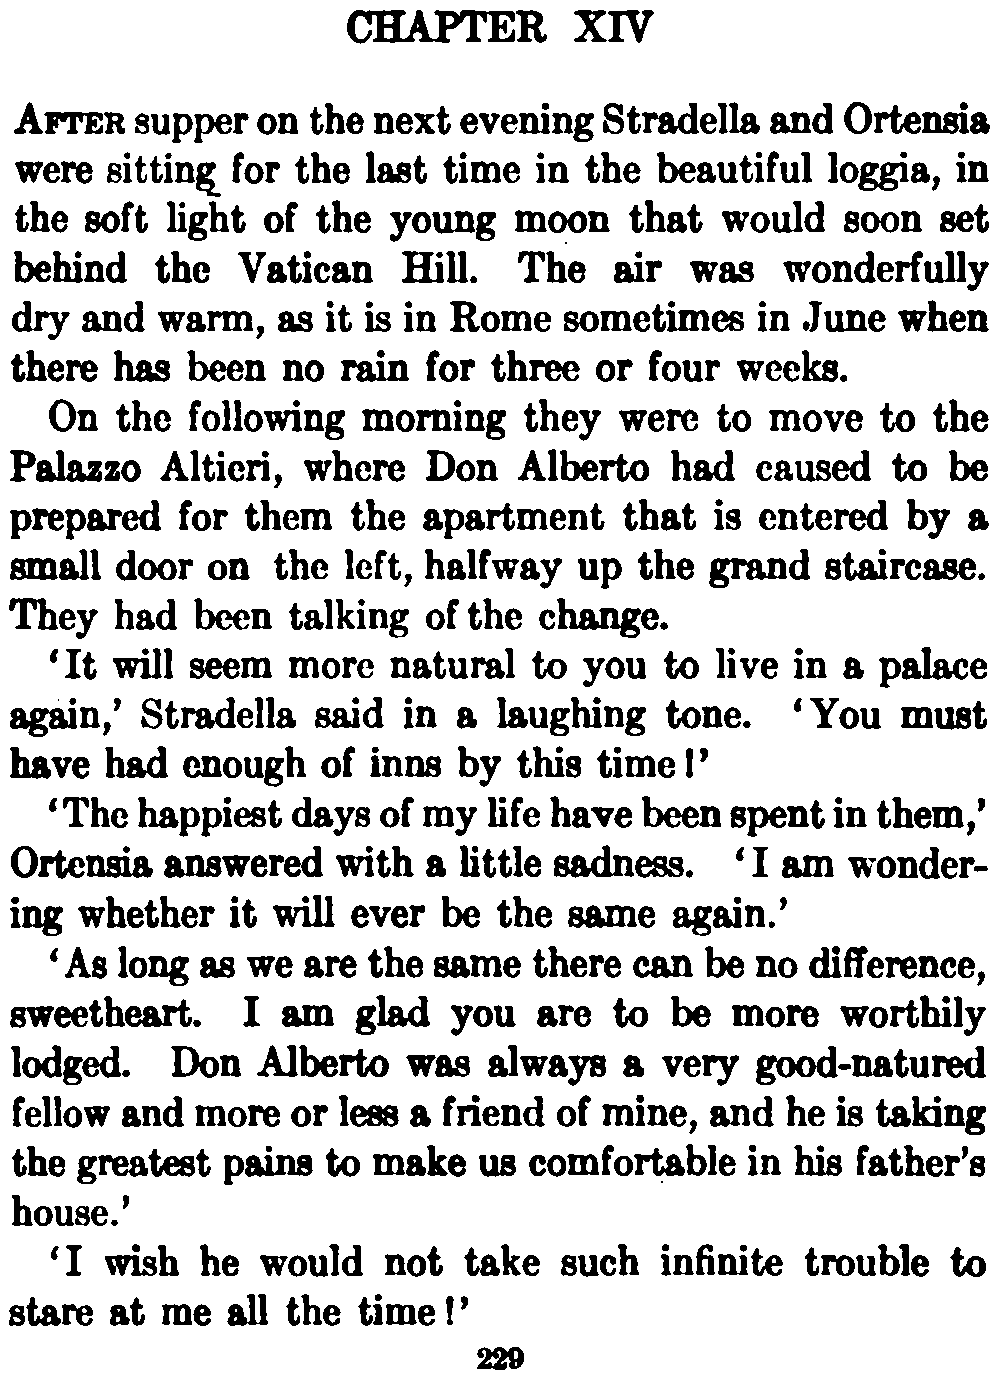 CHAPTER XIV
AFTER supper on the next evening Stradella and Ortensia
were sitting for the last time in the beautiful loggia, in
the soft light of the young moon that would soon set
behind the Vatican Hill. The air was wonderfully
dry and warm, as it is in Rome sometimes in June when
there has been no rain for three or four weeks.
On the following morning they were to move to the
Palazzo Altieri, where Don Alberto had caused to be
prepared for them the apartment that is entered by a
small door on the left, halfway up the grand staircase.
They had been talking of the change.
‘It will seem more natural to you to live in a palace
again,’ Stradella said in a laughing tone. ‘You must
have had enough of inns by this time!’
‘The happiest days of my life have been spent in them,’
Ortensia answered with a little sadness. ‘I am wonder-
ing whether it will ever be the same again.’
‘As long as we are the same there can be no difference,
sweetheart. I am glad you are to be more worthily
lodged. Don Alberto was always a very good-natured
fellow and more or less a friend of mine, and he is taking
the greatest pains to make us comfortable in his father's
house.’
‘I wish he would not take such infinite trouble to
stare at me all the time!’
229